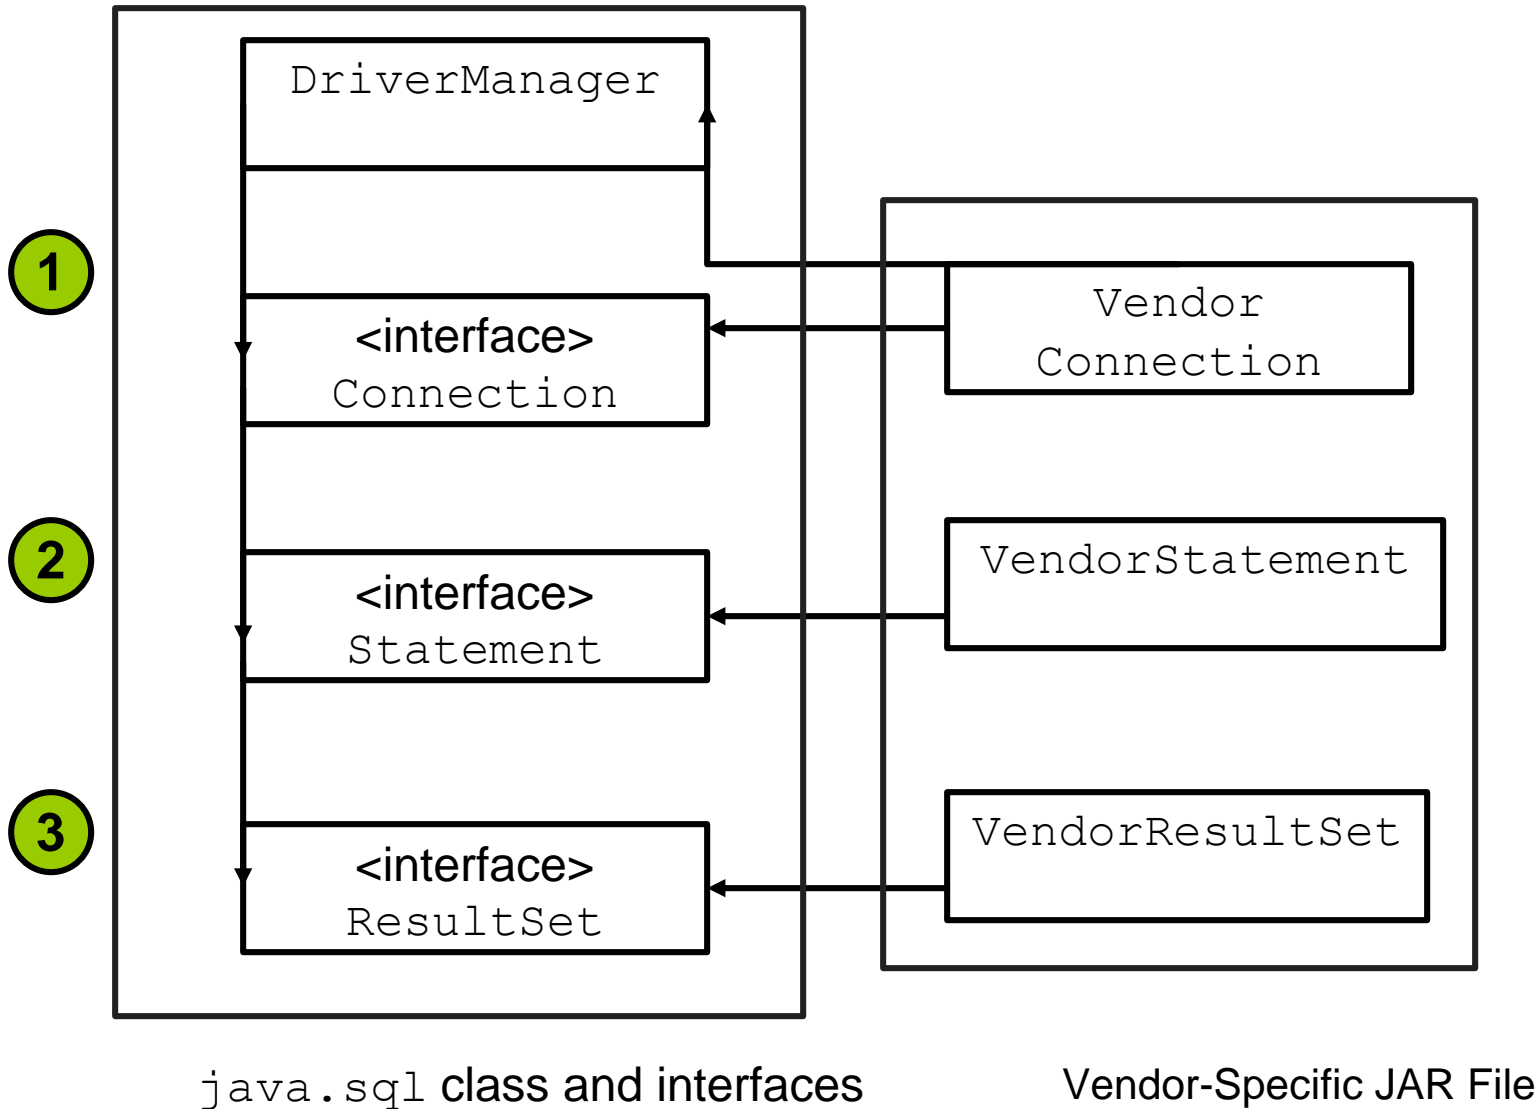 DriverManager
1
<interface>
Connection
Vendor
Connection
2
<interface>
Statement
VendorStatement
3
<interface>
ResultSet
VendorResultSet
java.sql class and interfaces
Vendor-Specific JAR File